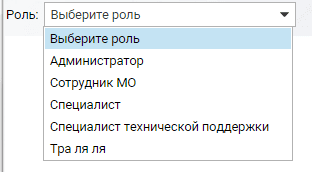 Роль: Выберите роль
Выберите роль
Администратор
Сотрудник МО
Специалист
Специалист технической поддержки
Тра ля ля